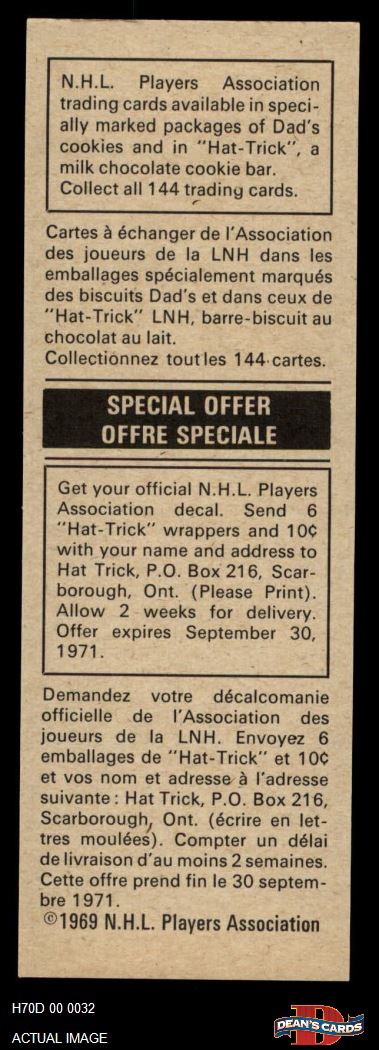 N.H.L. Players Association
trading cards available in speci-
ally marked packages of Dad's
cookies and in "Hat-Trick", a
milk chocolate cookie bar.
Collect all 144 trading cards.
Cartes à échanger de l'Association
des joueurs de la LNH dans les
emballages spécialement marqués
des biscuits Dad's et dans ceux de
"Hat-Trick" LNH, barre-biscuit au
chocolat au lait.
Collectionnez toutles 144 cartes.
SPECIAL OFFER
OFFRE SPECIALE
Get your official N.H.L. Players
Association decal. Send 6
"Hat-Trick" wrappers and 10¢
with your name and address to
Hat Trick, P.O. Box 216, Scar-
borough, Ont. (Please Print).
Allow 2 weeks for delivery.
Offer expires September 30,
1971.
Demandez votre décalcomanie
officielle de l'Association des
joueurs de la LNH. Envoyez 6
emballages de "Hat-Trick" et 10¢
et vos nom et adresse à l'adresse
suivante : Hat Trick, P.O. Box 216,
Scarborough, Ont. (écrire en let-
tres moulées). Compter un délai
de livraison d'au moins 2 semaines.
Cette offre prend fin le 30 septem-
bre 1971.
©1969 N.H.L. Players Association
H70D 00 0032
ACTUAL IMAGE
D
DEAN'S CARDS